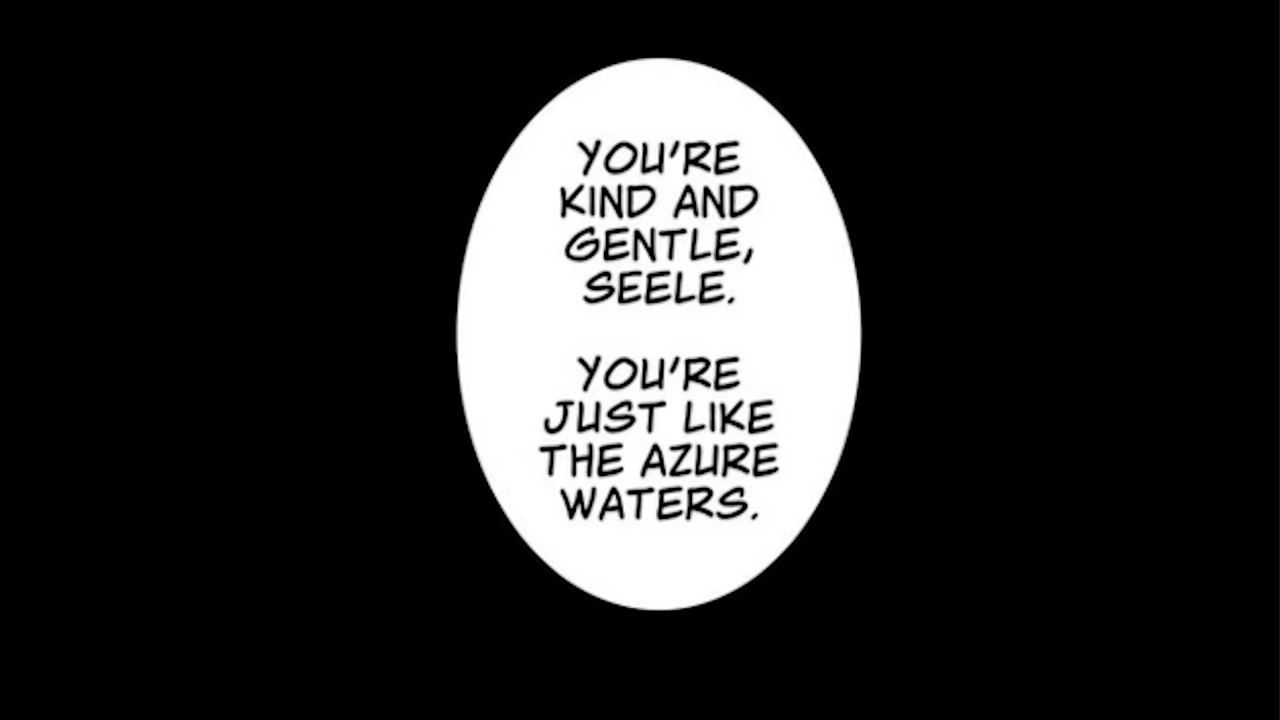 YOU'RE
KIND AND
GENTLE,
SEELE.
YOU'RE
JUST LIKE
THE AZURE
WATERS.